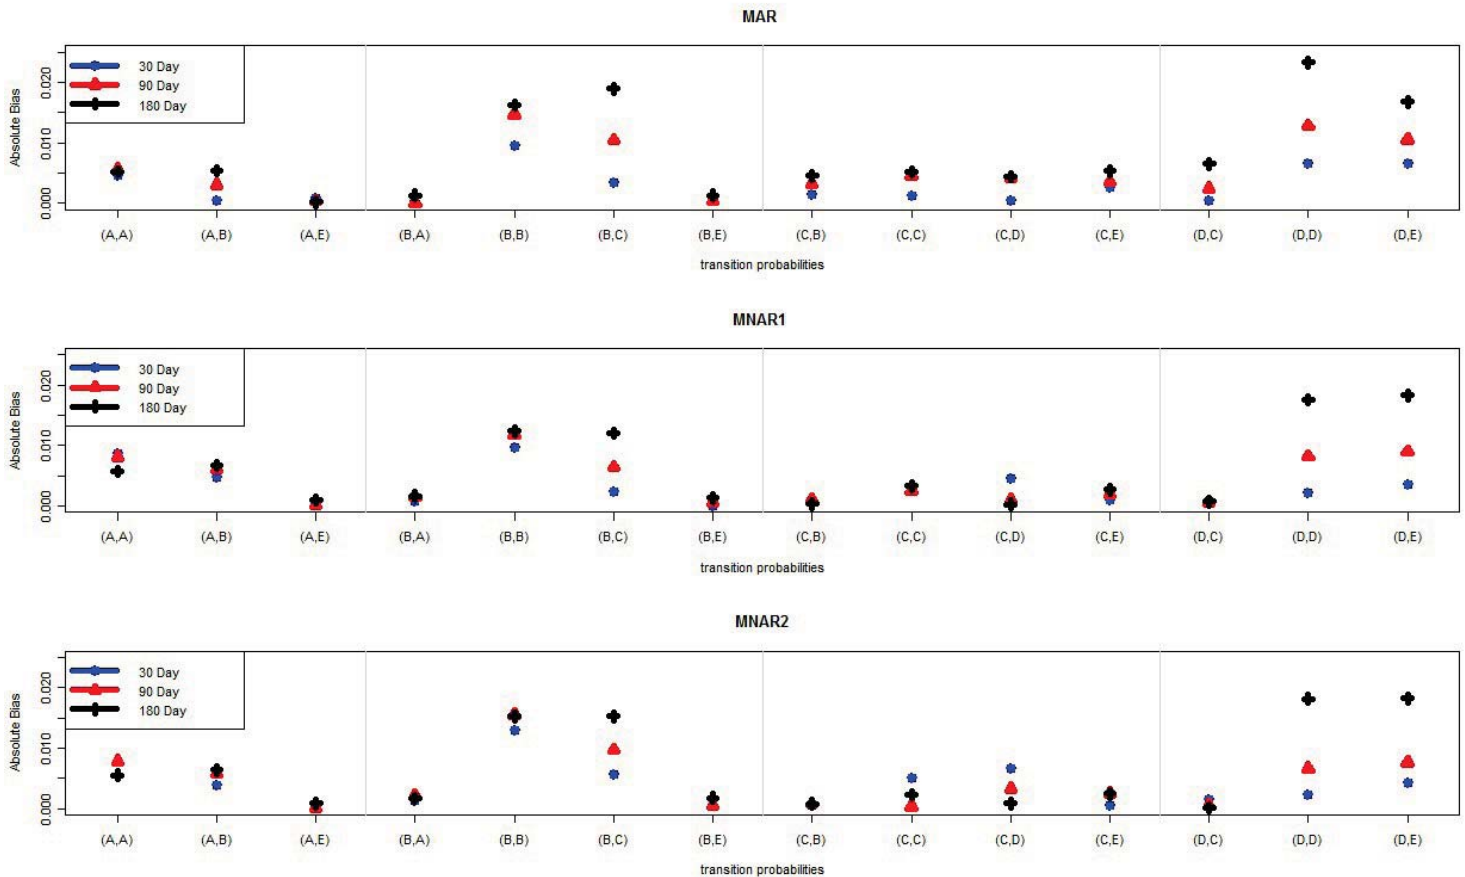 MAR
30 Day
90 Day
180 Day
Absolute Bias
0.000 0.010 0.020
(A,A) (A,B) (A,E) (B,A) (B,B) (B,C) (B,E) (C,B) (C,C) (C,D) (C,E) (D,C) (D,D) (D,E)
transition probabilities
MNAR1
30 Day
90 Day
180 Day
Absolute Bias
0.000 0.010 0.020
(A,A) (A,B) (A,E) (B,A) (B,B) (B,C) (B,E) (C,B) (C,C) (C,D) (C,E) (D,C) (D,D) (D,E)
transition probabilities
MNAR2
30 Day
90 Day
180 Day
Absolute Bias
0.000 0.010 0.020
(A,A) (A,B) (A,E) (B,A) (B,B) (B,C) (B,E) (C,B) (C,C) (C,D) (C,E) (D,C) (D,D) (D,E)
transition probabilities